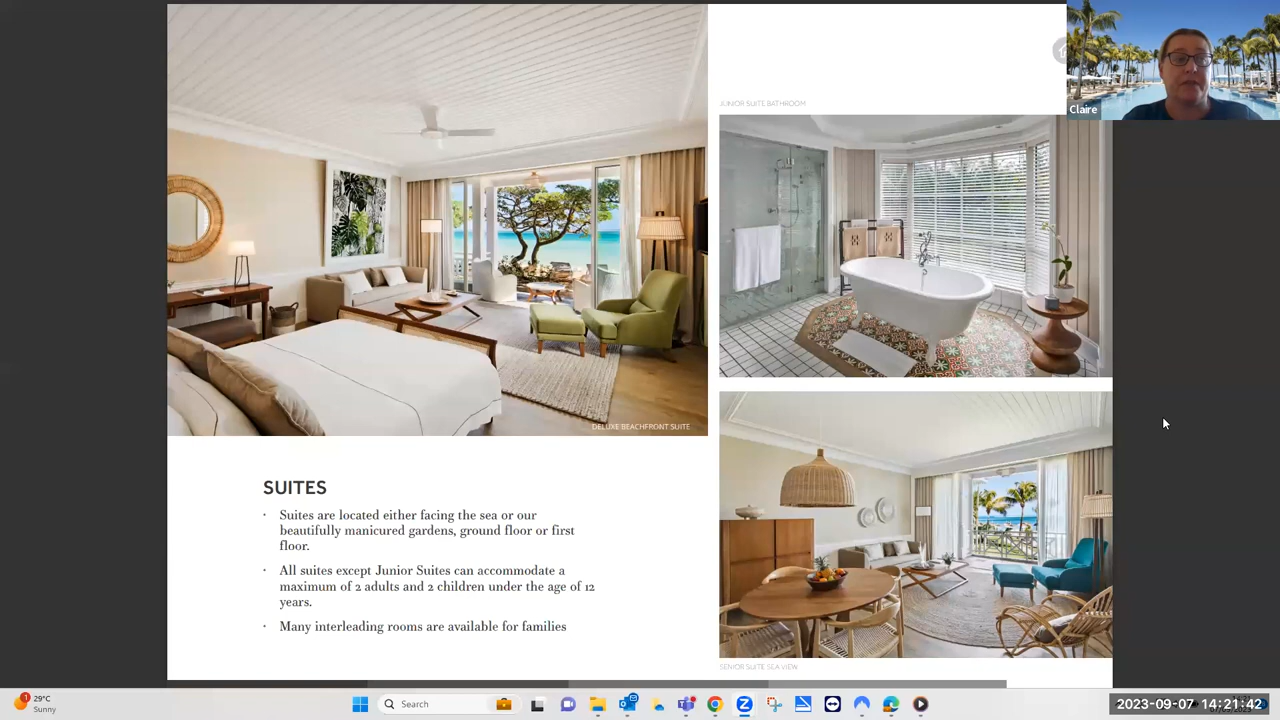 JUNIOR SUITE BATHROOM
Claire
DELUXE BEACHFRONT SUITE
SUITES
· Suites are located either facing the sea or our
beautifully manicured gardens, ground floor or first
floor.
· All suites except Junior Suites can accommodate a
maximum of 2 adults and 2 children under the age of 12
years.
· Many interleading rooms are available for families
SENIOR SUITE SEA VIEW
1
29°C
Sunny
Search
2023-09-07 14:21:42